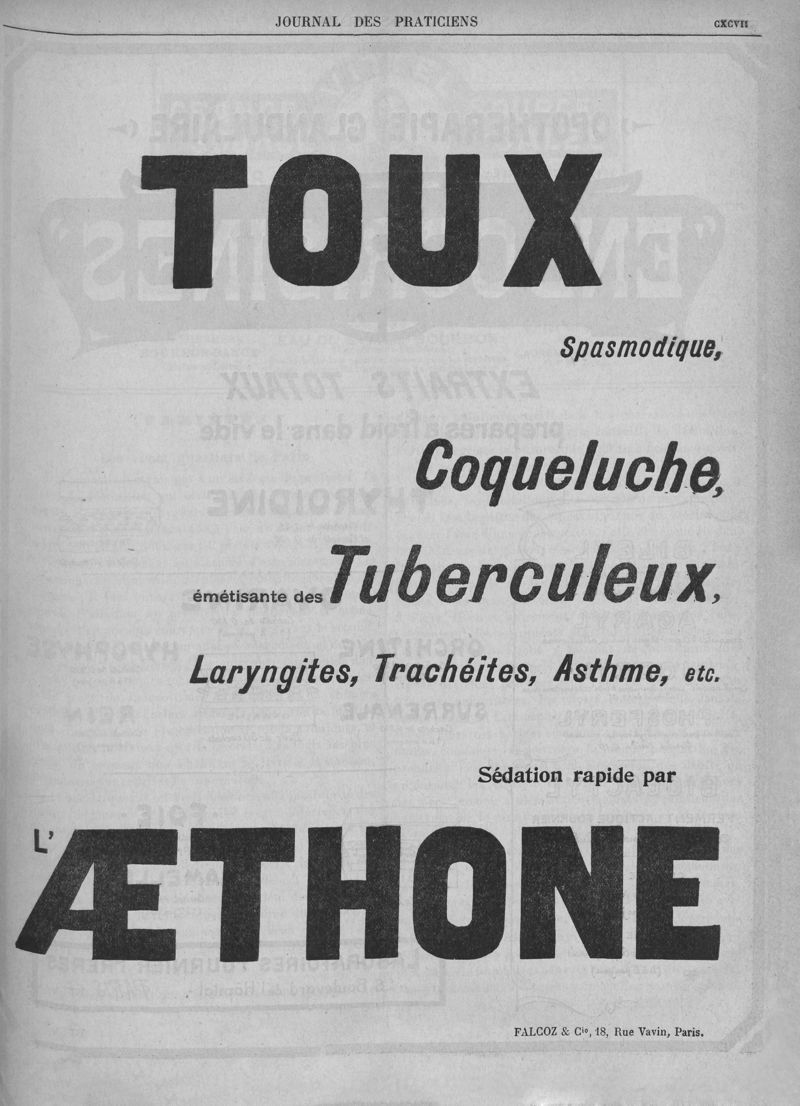 JOURNAL DES PRATICIENS CXCVII
TOUX
Spasmodique,
Coqueluche,
émétisante des Tuberculeux,
Laryngites, Trachéites, Asthme, etc.
Sédation rapide par
L'ÆTHONE
FALCOZ & Cie, 18, Rue Vavin, Paris.